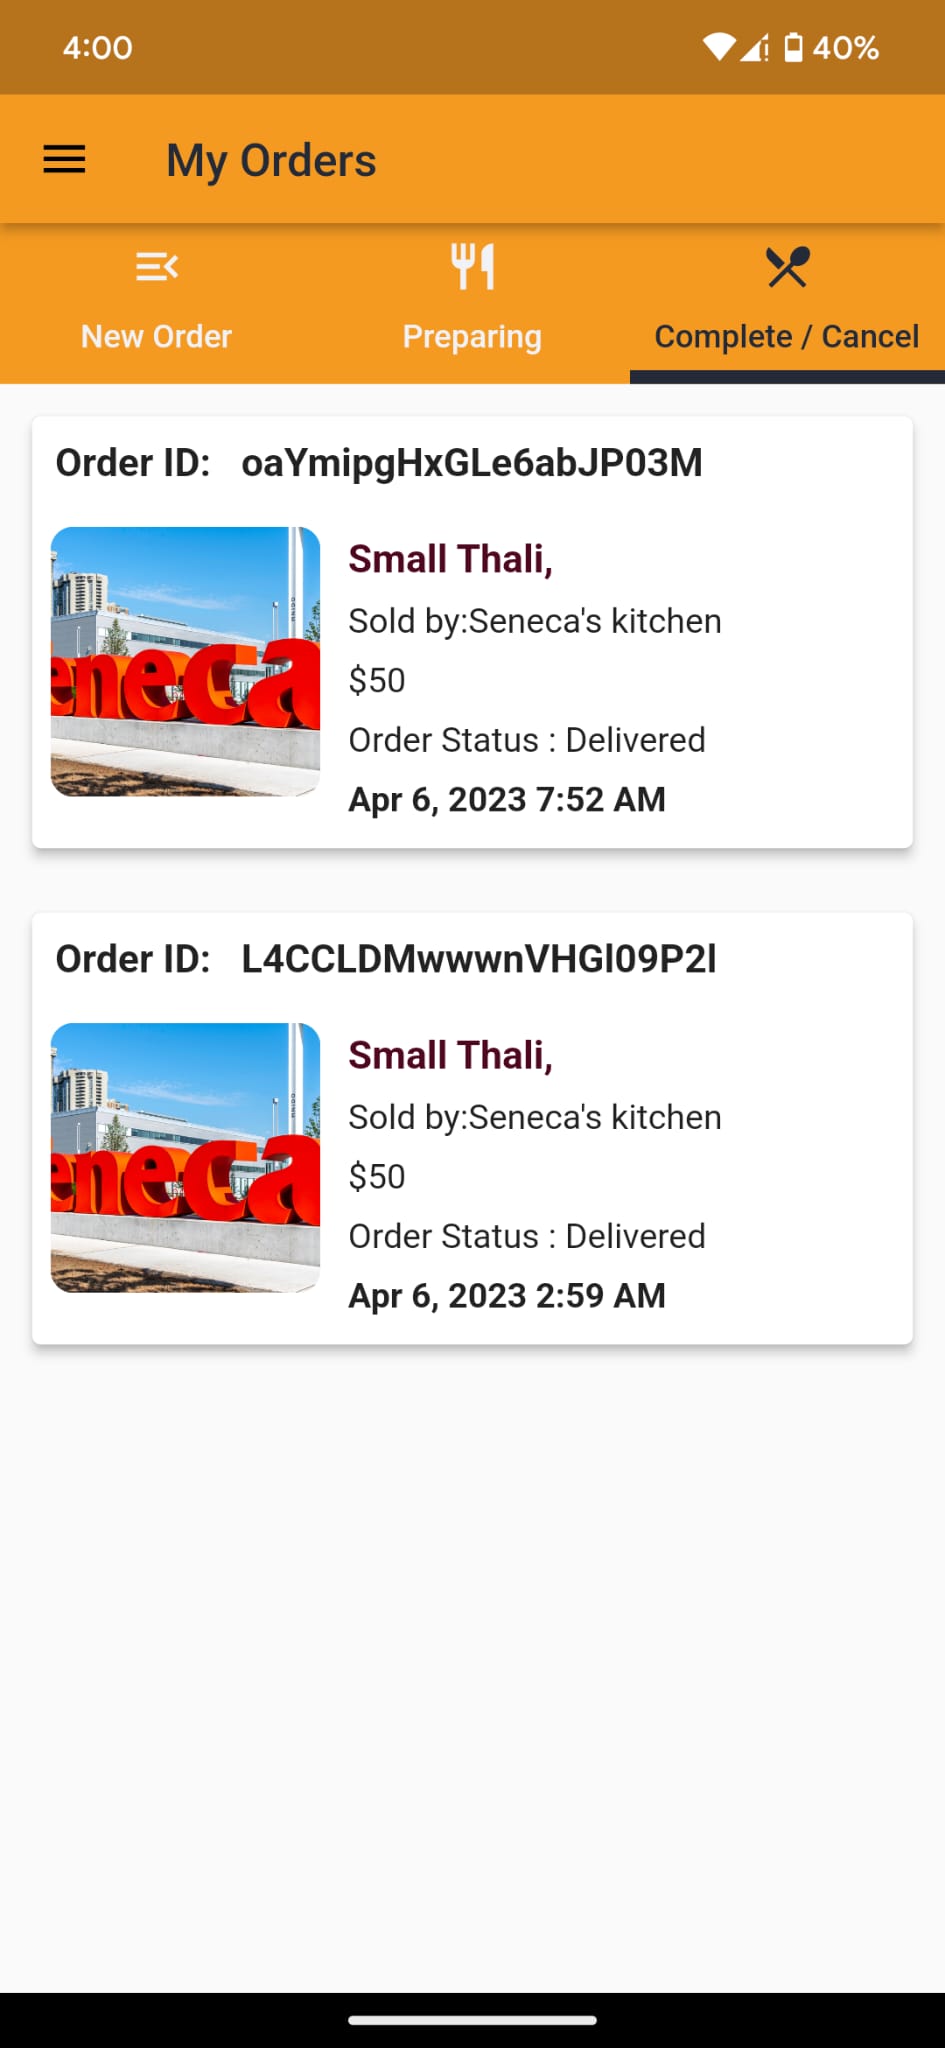 4:00
40%
My Orders
New Order
Preparing
Complete / Cancel
Order ID: oaYmipgHxGLe6abJP03M
eneca
Small Thali,
Sold by:Seneca's kitchen
$50
Order Status : Delivered
Apr 6, 2023 7:52 AM
Order ID: L4CCLDMwwwnVHGl09P2l
eneca
Small Thali,
Sold by:Seneca's kitchen
$50
Order Status : Delivered
Apr 6, 2023 2:59 AM